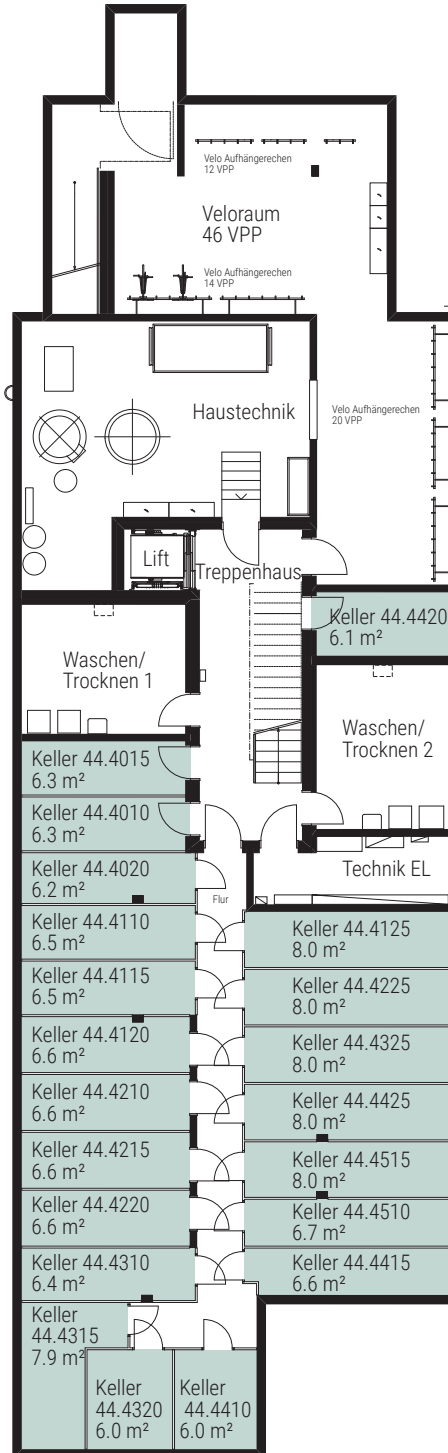 Velo Aufhängerechen
12 VPP
Veloraum
46 VPP
Velo Aufhängerechen
14 VPP
Haustechnik
Velo Aufhängerechen
20 VPP
Lift
Treppenhaus
Keller 44.4420
6.1 m²
Waschen/
Trocknen 1
Waschen/
Trocknen 2
Keller 44.4015
6.3 m²
Keller 44.4010
6.3 m²
Keller 44.4020
6.2 m²
Technik EL
Flur
Keller 44.4110
6.5 m²
Keller 44.4115
6.5 m²
Keller 44.4120
6.6 m²
Keller 44.4210
6.6 m²
Keller 44.4215
6.6 m²
Keller 44.4220
6.6 m²
Keller 44.4310
6.4 m²
Keller
44.4315
7.9 m²
Keller
44.4320
6.0 m²
Keller
44.4410
6.0 m²
Keller 44.4125
8.0 m²
Keller 44.4225
8.0 m²
Keller 44.4325
8.0 m²
Keller 44.4425
8.0 m²
Keller 44.4515
8.0 m²
Keller 44.4510
6.7 m²
Keller 44.4415
6.6 m²